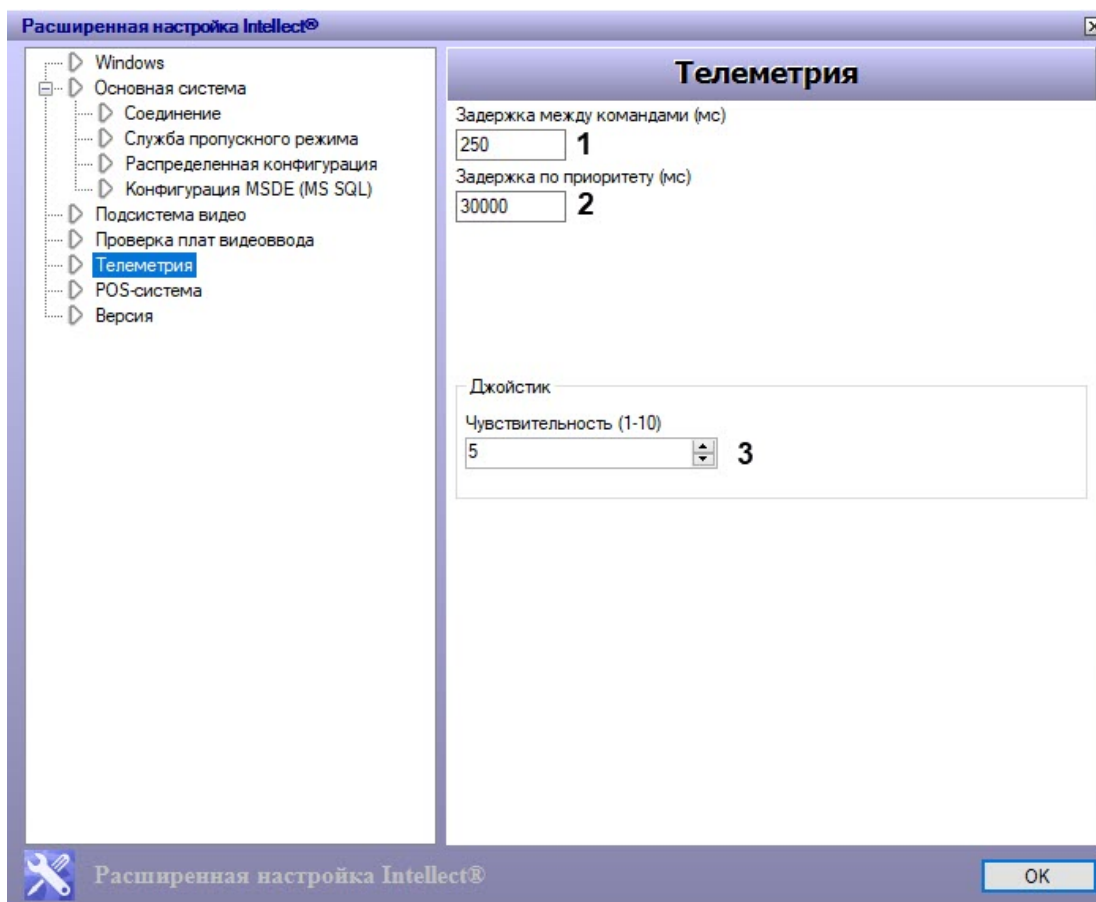 Расширенная настройка Intellect®
Windows
Основная система
Соединение
Служба пропускного режима
Распределенная конфигурация
Конфигурация MSDE (MS SQL)
Подсистема видео
Проверка плат видеоввода
Телеметрия
POS-система
Версия
Телеметрия
Задержка между командами (мс)
250 1
Задержка по приоритету (мс)
30000 2
Джойстик
Чувствительность (1-10)
5 3
Расширенная настройка Intellect®
OK